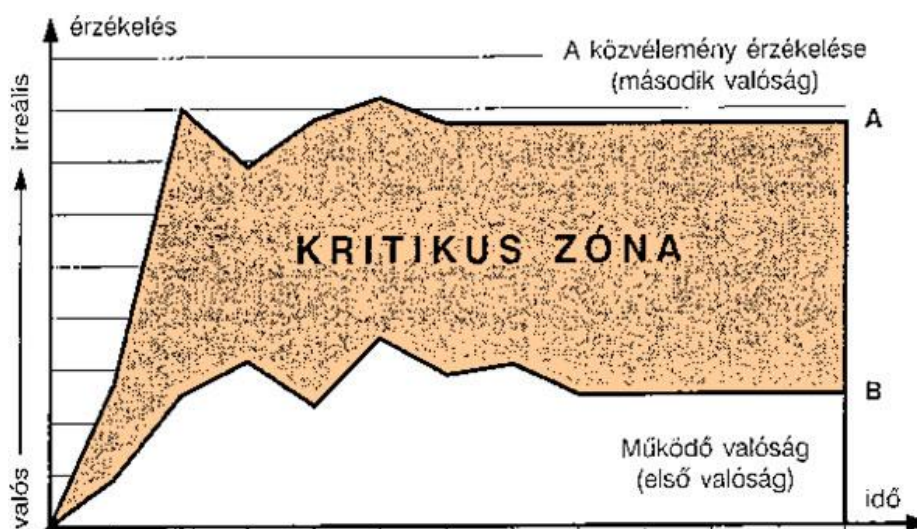 érzékelés
A közvélemény érzékelése
(második valóság)
A
irreális
KRITIKUS ZÓNA
B
Működő valóság
(első valóság)
valós
idő